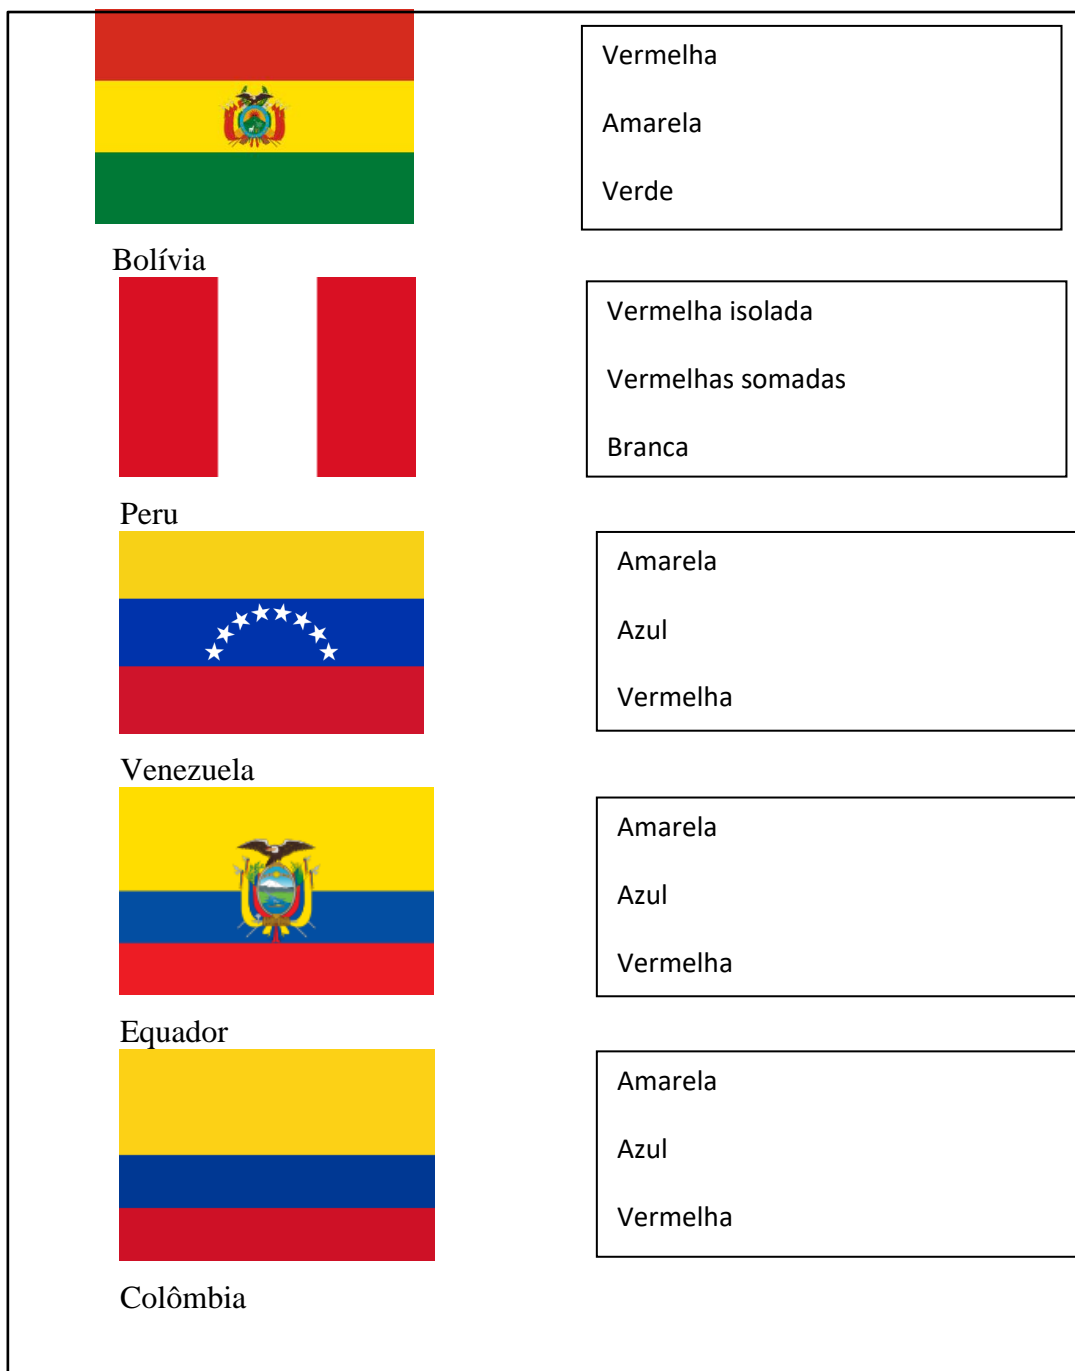 Vermelha
Amarela
Verde
Bolívia
Vermelha isolada
Vermelhas somadas
Branca
Peru
Amarela
Azul
Vermelha
Venezuela
Amarela
Azul
Vermelha
Equador
Amarela
Azul
Vermelha
Colômbia